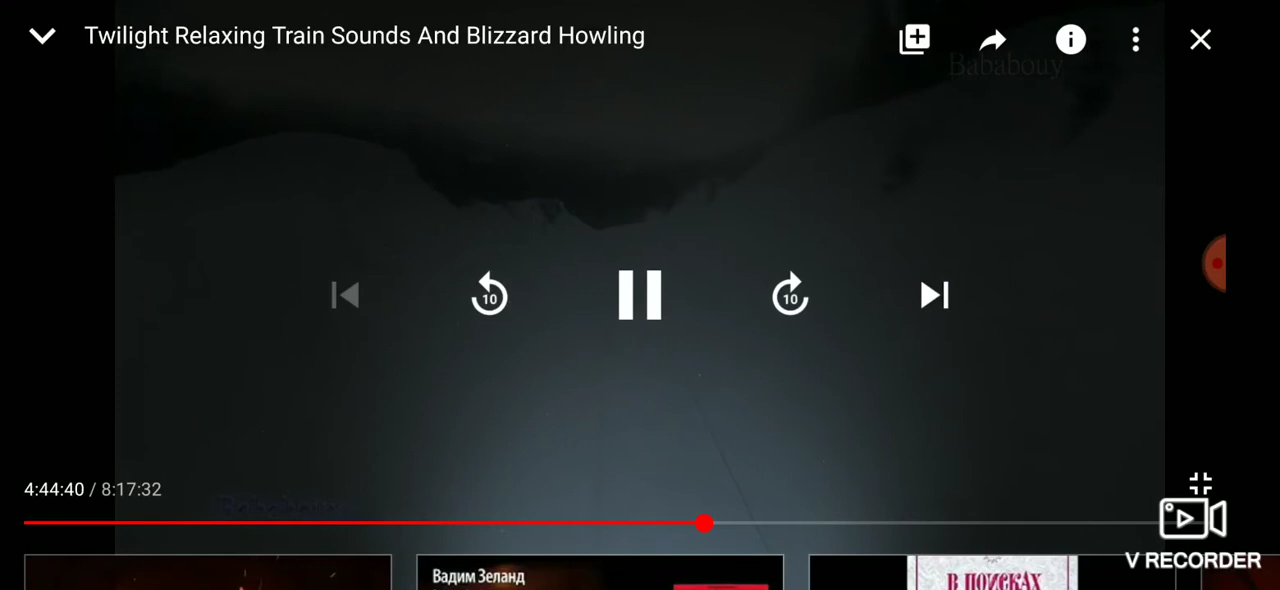 Twilight Relaxing Train Sounds And Blizzard Howling
Bababouy
10
10
4:44:40 / 8:17:32
V RECORDER
Вадим Зеланд
В ПОИСКАХ